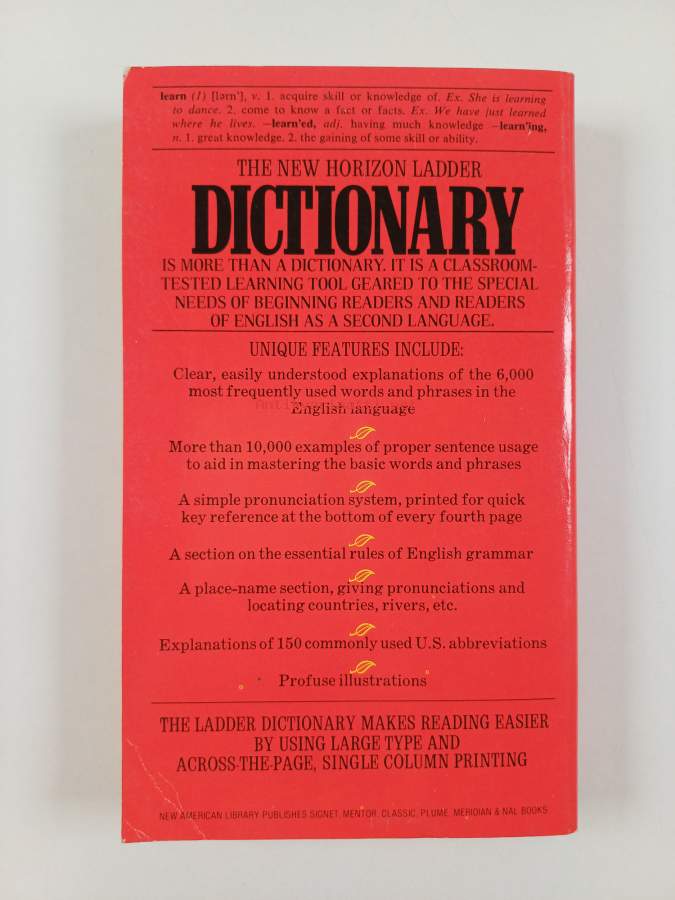 learn (1) [lərn'], v. 1. acquire skill or knowledge of. Ex. She is learning
to dance. 2. come to know a fact or facts. Ex. We have just learned
where he lives. —learn'ed, adj. having much knowledge —learn'ing,
n. 1. great knowledge. 2. the gaining of some skill or ability.
THE NEW HORIZON LADDER
DICTIONARY
IS MORE THAN A DICTIONARY. IT IS A CLASSROOM-
TESTED LEARNING TOOL GEARED TO THE SPECIAL
NEEDS OF BEGINNING READERS AND READERS
OF ENGLISH AS A SECOND LANGUAGE.
UNIQUE FEATURES INCLUDE:
Clear, easily understood explanations of the 6,000
most frequently used words and phrases in the
English language
More than 10,000 examples of proper sentence usage
to aid in mastering the basic words and phrases
A simple pronunciation system, printed for quick
key reference at the bottom of every fourth page
A section on the essential rules of English grammar
A place-name section, giving pronunciations and
locating countries, rivers, etc.
Explanations of 150 commonly used U.S. abbreviations
Profuse illustrations
THE LADDER DICTIONARY MAKES READING EASIER
BY USING LARGE TYPE AND
ACROSS-THE-PAGE, SINGLE COLUMN PRINTING
NEW AMERICAN LIBRARY PUBLISHES SIGNET, MENTOR, CLASSIC, PLUME, MERIDIAN & NAL BOOKS